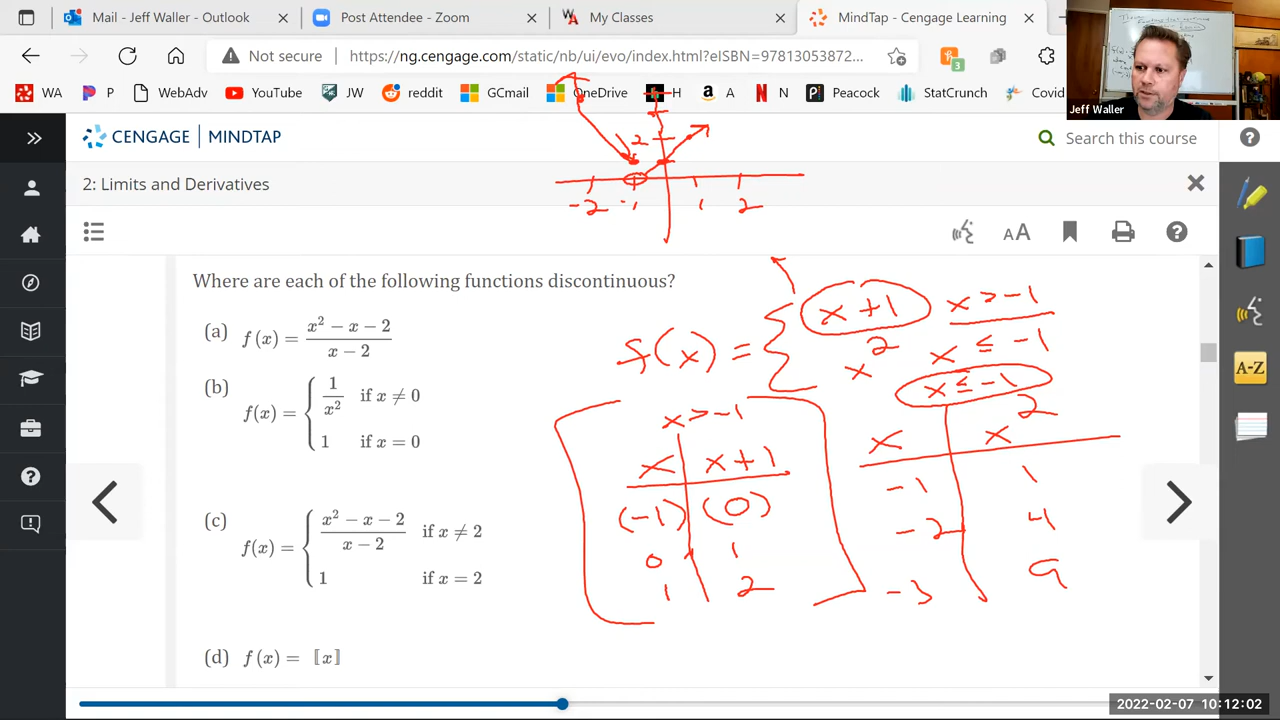 Mail - Jeff Waller - Outlook
Post Attendee - Zoom
My Classes
MindTap - Cengage Learning
Not secure
https://ng.cengage.com/static/nb/ui/evo/index.html?eISBN=97813053872...
3
WA
P
WebAdv
YouTube
JW
reddit
GCmail
OneDrive
H
A
N
Peacock
StatCrunch
Covid
Jeff Waller
CENGAGE MINDTAP
Search this course
2: Limits and Derivatives
2
-2 -1 1 2
AA
A-Z
Where are each of the following functions discontinuous?
(a) f(x) = x² − x − 2 / x − 2
(b) f(x) = { 1/x² if x ≠ 0
1 if x = 0
(c) f(x) = { x² − x − 2 / x − 2 if x ≠ 2
1 if x = 2
(d) f(x) = ⟦x⟧
f(x) = { x+1 x > -1
x² x ≤ -1
x > -1
x x+1
(-1) (0)
0 1
1 2
x ≤ -1
x x²
-1 1
-2 4
-3 9
2022-02-07 10:12:02